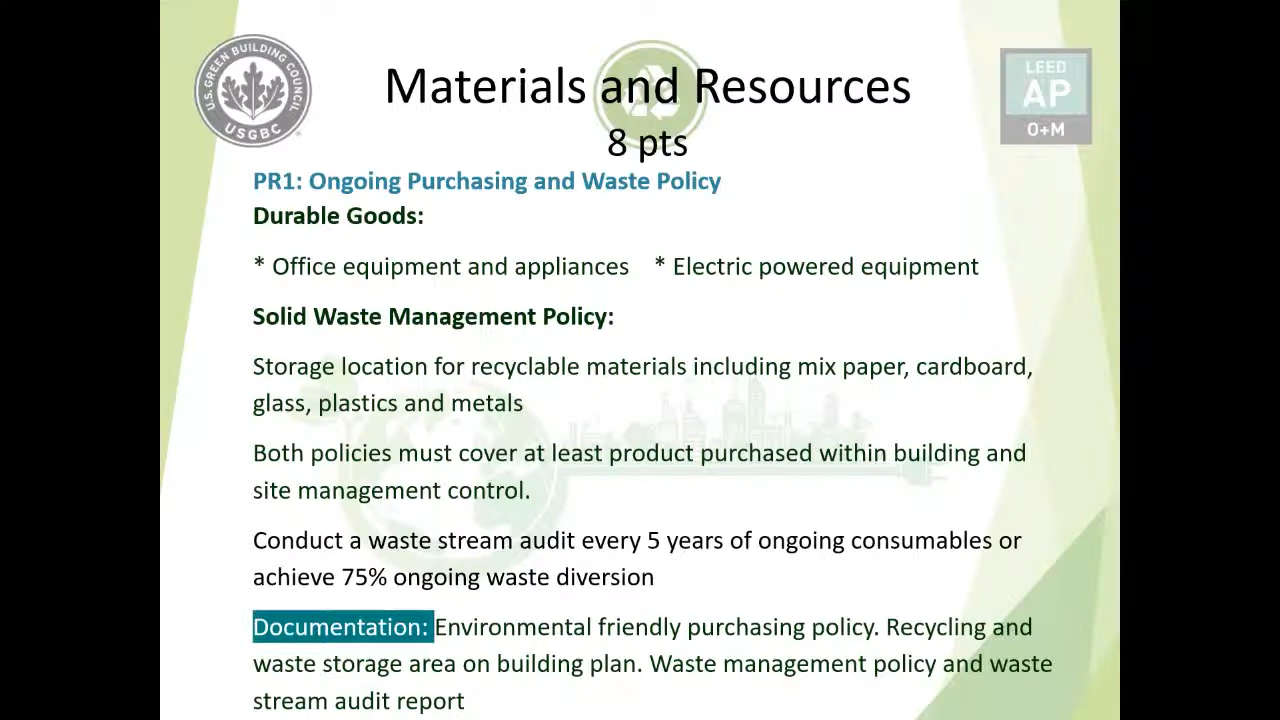 U.S. GREEN BUILDING COUNCIL
USGBC
Materials and Resources
8 pts
LEED
AP
O+M
PR1: Ongoing Purchasing and Waste Policy
Durable Goods:
* Office equipment and appliances * Electric powered equipment
Solid Waste Management Policy:
Storage location for recyclable materials including mix paper, cardboard,
glass, plastics and metals
Both policies must cover at least product purchased within building and
site management control.
Conduct a waste stream audit every 5 years of ongoing consumables or
achieve 75% ongoing waste diversion
Documentation: Environmental friendly purchasing policy. Recycling and
waste storage area on building plan. Waste management policy and waste
stream audit report